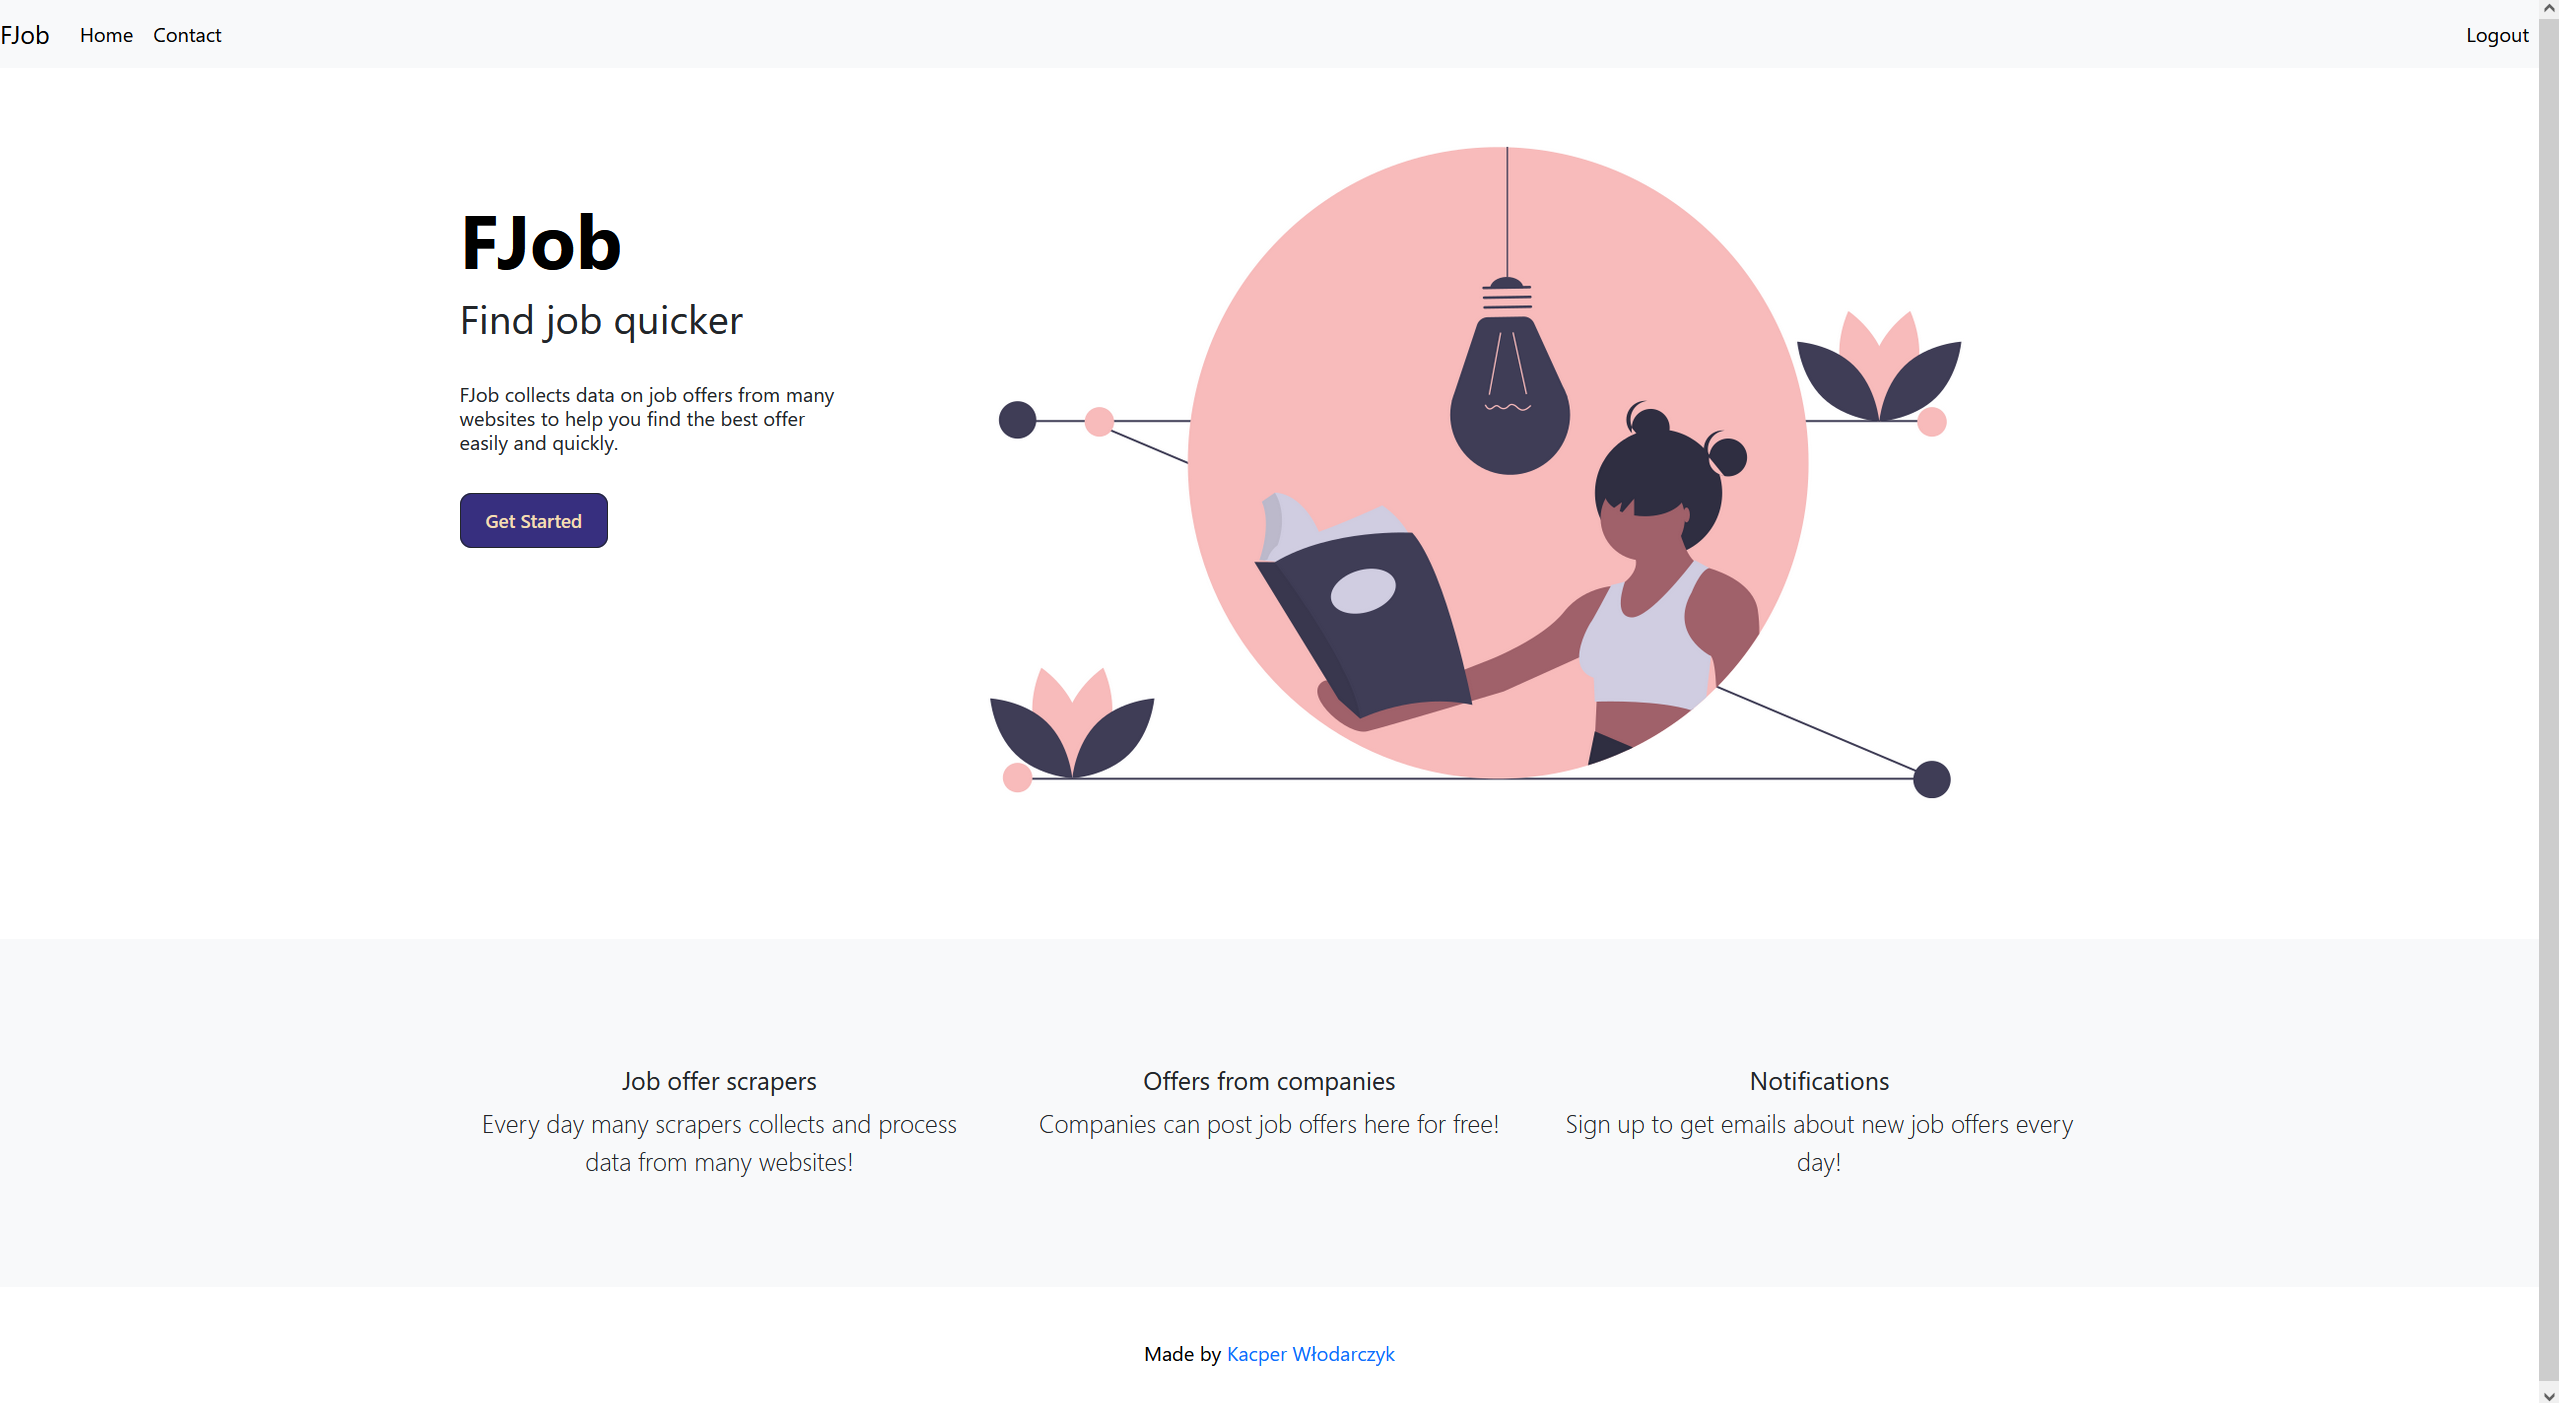 FJob Home Contact Logout
FJob
Find job quicker
FJob collects data on job offers from many
websites to help you find the best offer
easily and quickly.
Get Started
Job offer scrapers
Every day many scrapers collects and process
data from many websites!
Offers from companies
Companies can post job offers here for free!
Notifications
Sign up to get emails about new job offers every
day!
Made by Kacper Włodarczyk